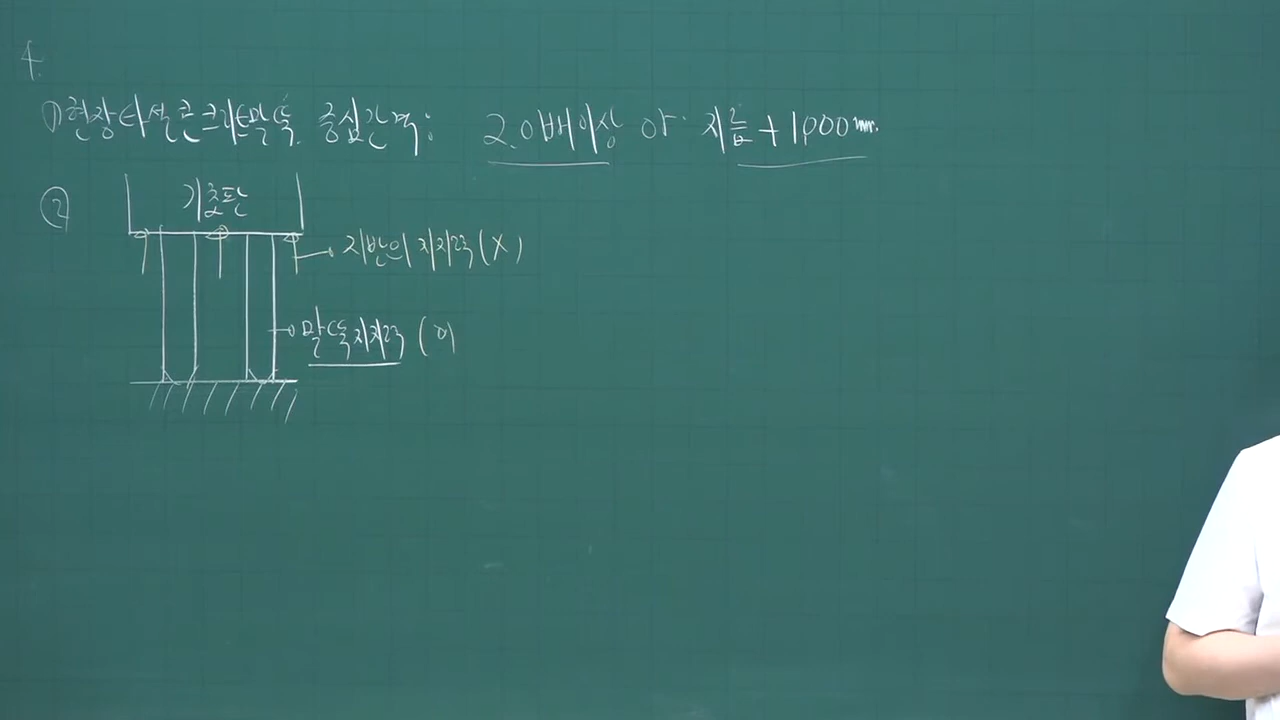 4.
① 현장타설콘크리트말뚝 중심간격: 2.0배이상 or 지름+1000mm.
② 기초판
지반의 지지력 (X)
말뚝지지력 (O)